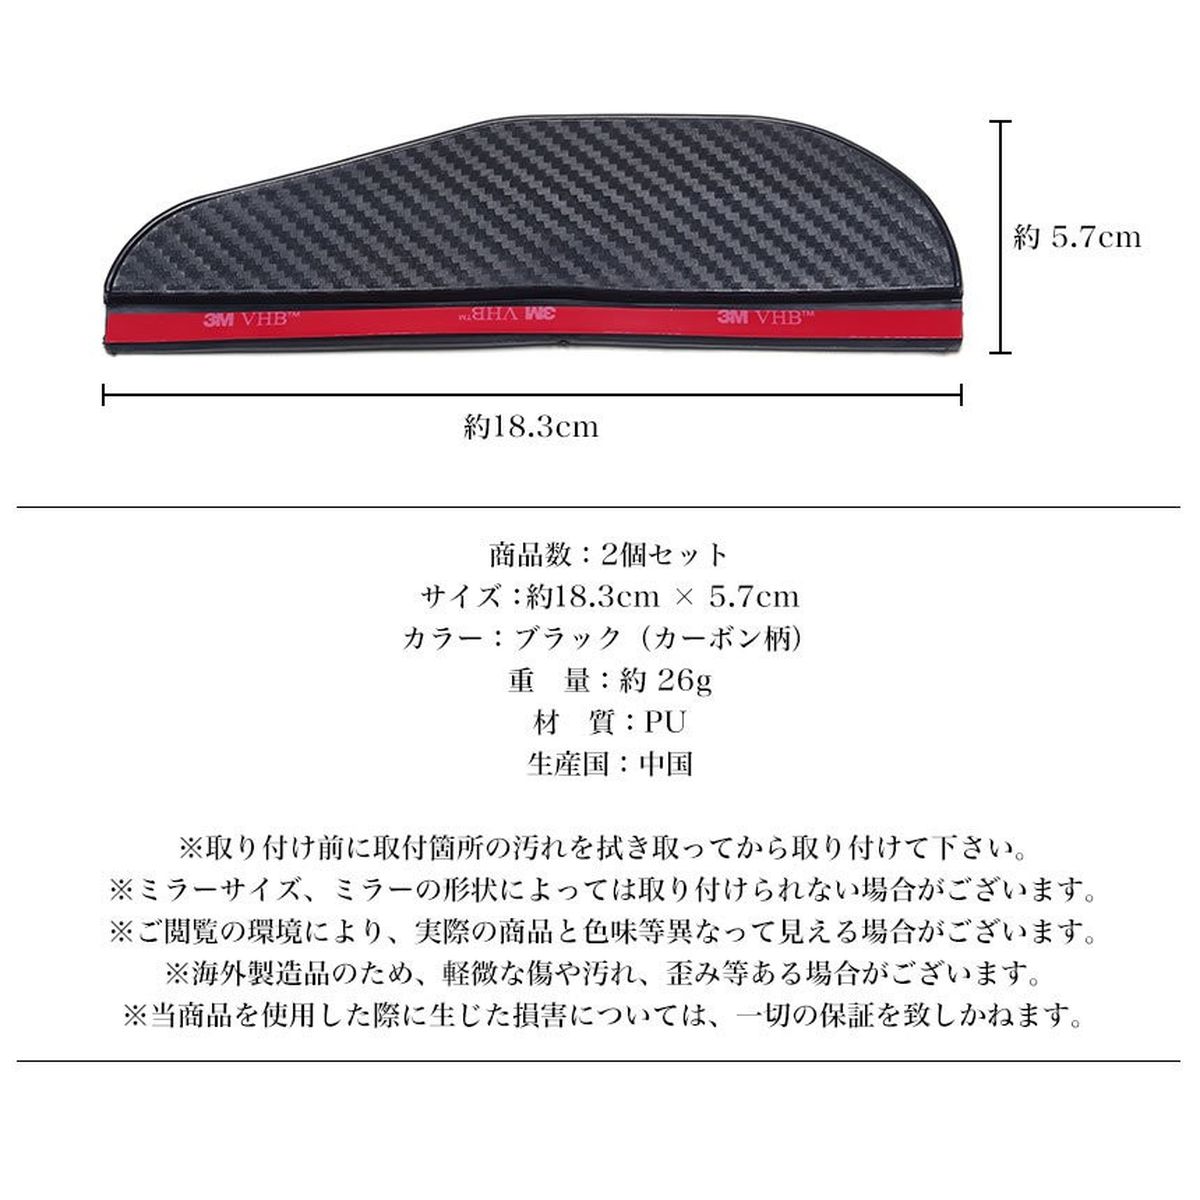 約 5.7cm
3M VHB™
3M VHB™
3M VHB™
約18.3cm
商品数：2個セット
サイズ：約18.3cm × 5.7cm
カラー：ブラック（カーボン柄）
重　量：約 26g
材　質：PU
生産国：中国
※取り付け前に取付箇所の汚れを拭き取ってから取り付けて下さい。
※ミラーサイズ、ミラーの形状によっては取り付けられない場合がございます。
※ご閲覧の環境により、実際の商品と色味等異なって見える場合がございます。
※海外製造品のため、軽微な傷や汚れ、歪み等ある場合がございます。
※当商品を使用した際に生じた損害については、一切の保証を致しかねます。